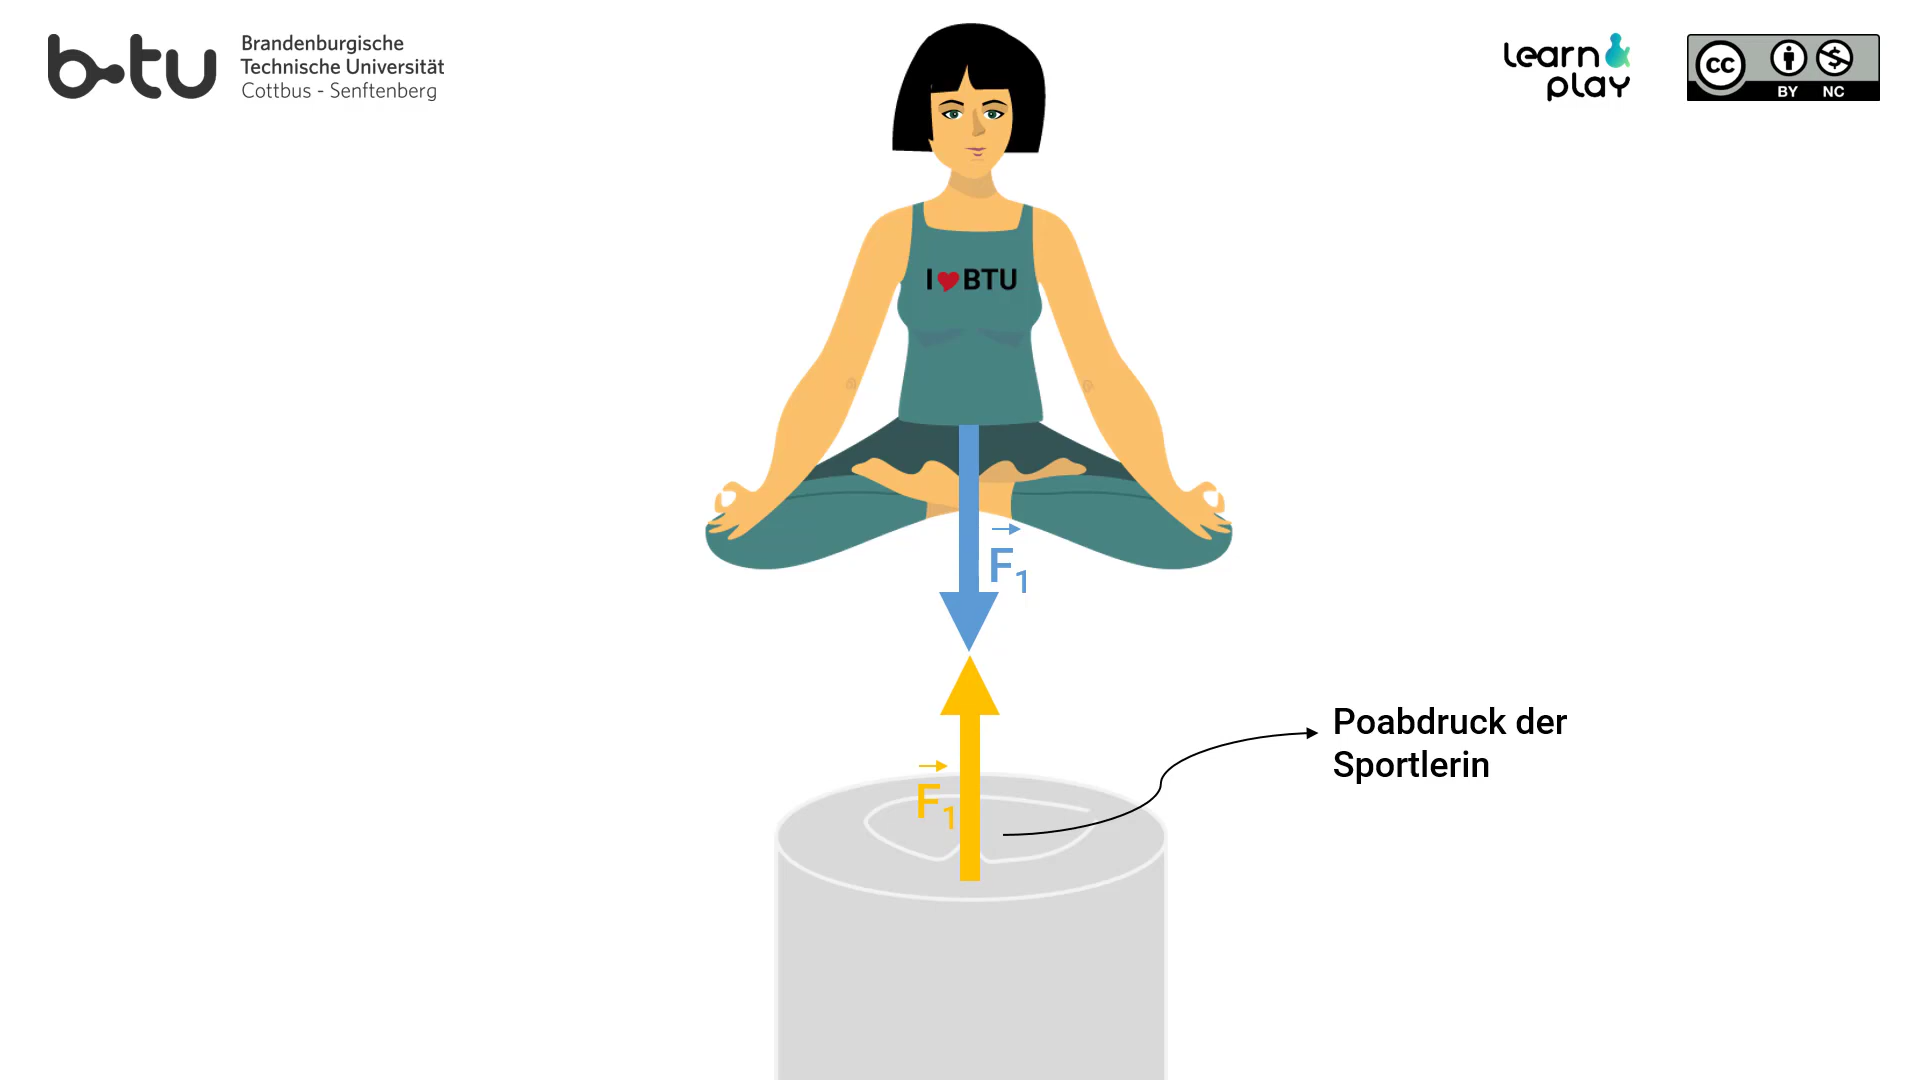 b-tu
Brandenburgische
Technische Universität
Cottbus - Senftenberg
learn &
play
CC
BY NC
I ♥ BTU
F₁
F₁
Poabdruck der
Sportlerin